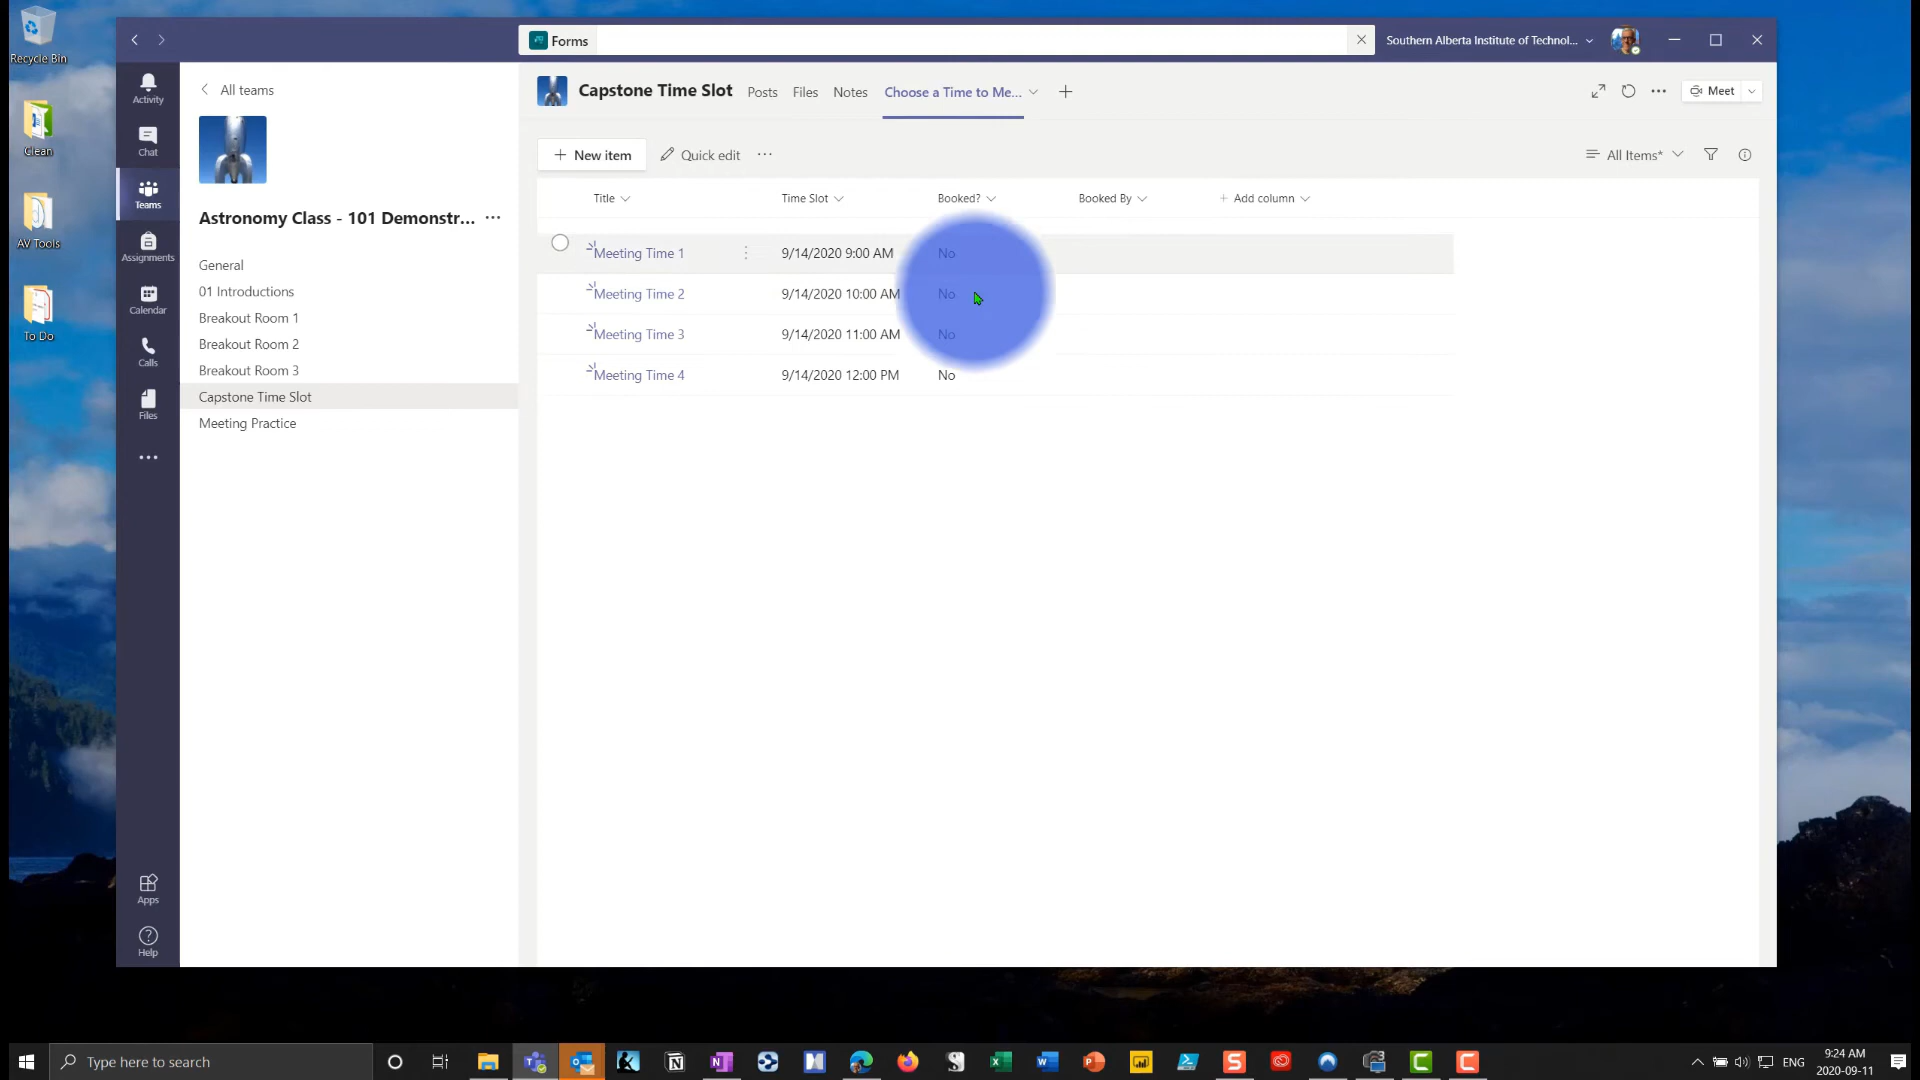 Recycle Bin
Clean
AV Tools
To Do
Forms
Southern Alberta Institute of Technol...
Activity
Chat
Teams
Assignments
Calendar
Calls
Files
Apps
Help
All teams
Astronomy Class - 101 Demonstr...
General
01 Introductions
Breakout Room 1
Breakout Room 2
Breakout Room 3
Capstone Time Slot
Meeting Practice
Capstone Time Slot Posts Files Notes Choose a Time to Me... Meet
New item Quick edit All Items*
Title Time Slot Booked? Booked By Add column
Meeting Time 1 9/14/2020 9:00 AM No
Meeting Time 2 9/14/2020 10:00 AM No
Meeting Time 3 9/14/2020 11:00 AM No
Meeting Time 4 9/14/2020 12:00 PM No
Type here to search
ENG
9:24 AM
2020-09-11